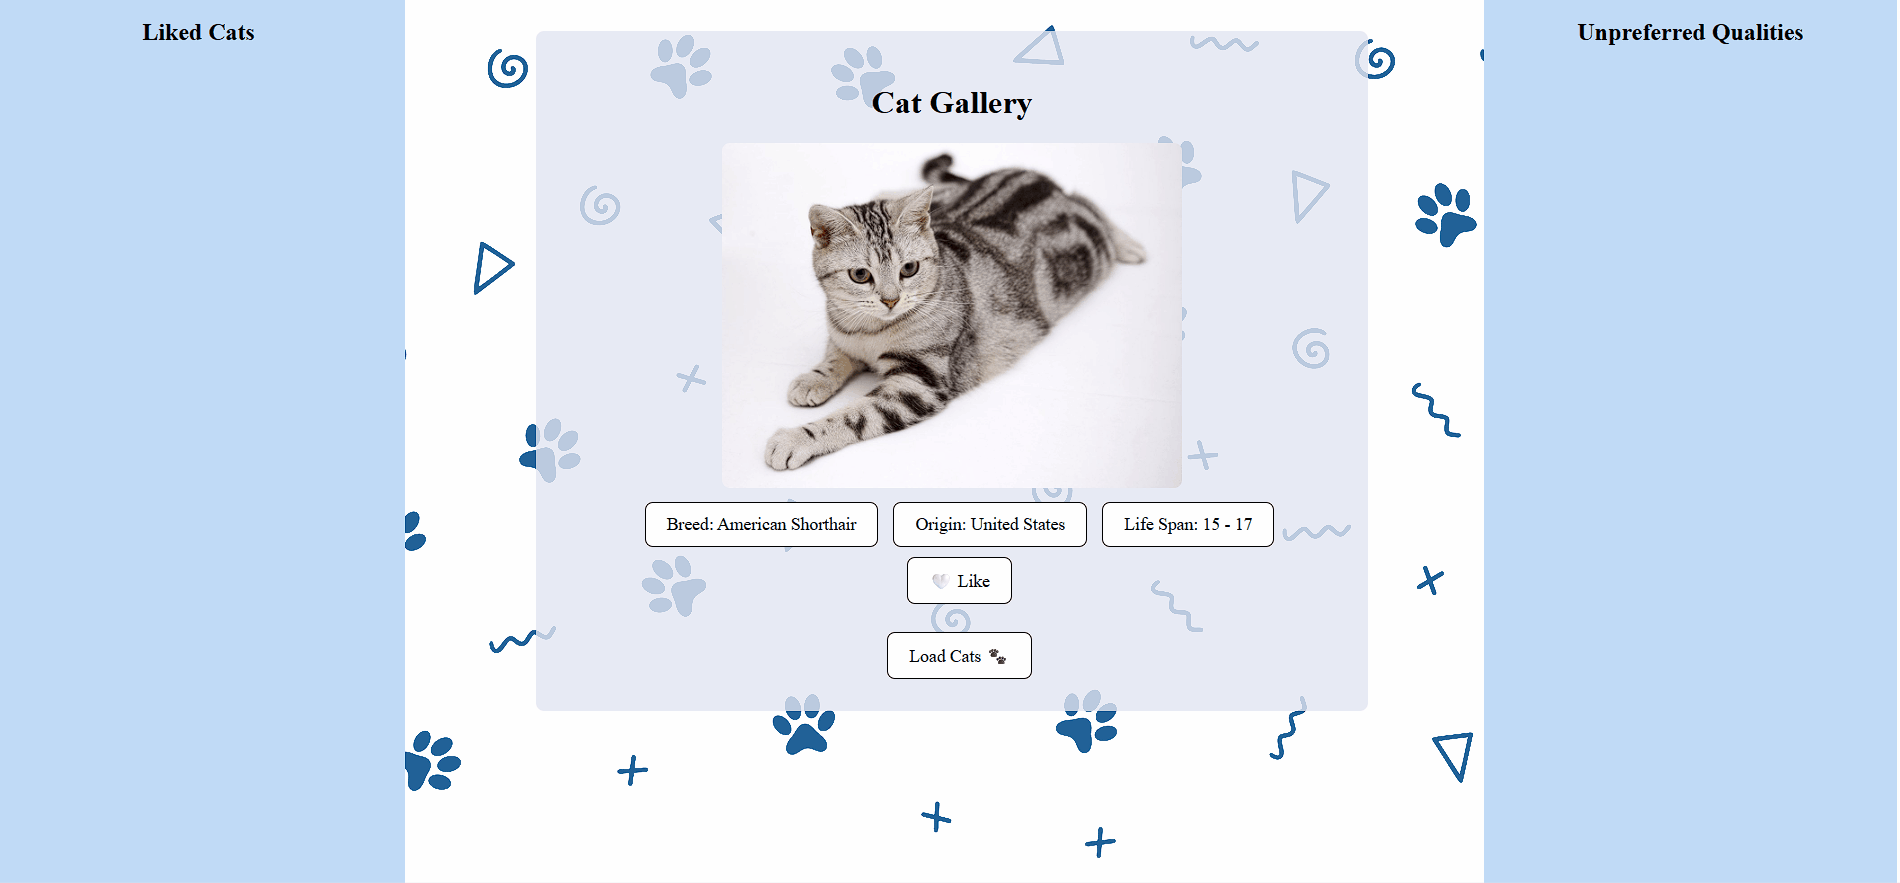 Liked Cats
Cat Gallery
Breed: American Shorthair
Origin: United States
Life Span: 15 - 17
🤍 Like
Load Cats 🐾
Unpreferred Qualities